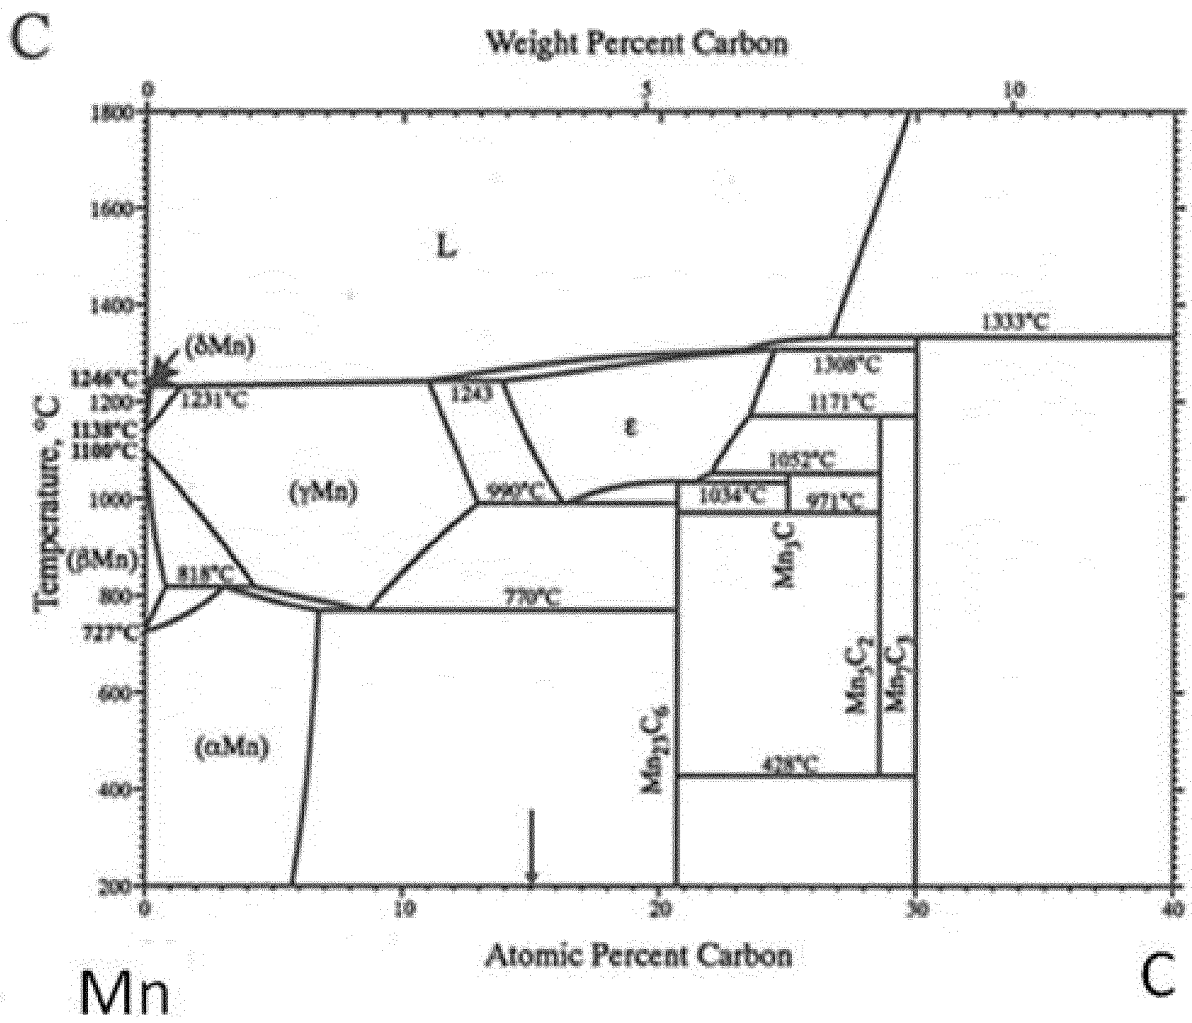 C
Weight Percent Carbon
0 5 10
1800
1600
L
1400
1333°C
(δMn)
1308°C
1246°C
1231°C
1243
1200
1171°C
1138°C
ε
1100°C
1052°C
(γMn)
990°C
1034°C
971°C
1000
Temperature, °C
(βMn)
818°C
Mn3C
800
770°C
727°C
Mn5C2
Mn7C3
600
(αMn)
Mn23C6
428°C
400
200
0 10 20 30 40
Atomic Percent Carbon
Mn C